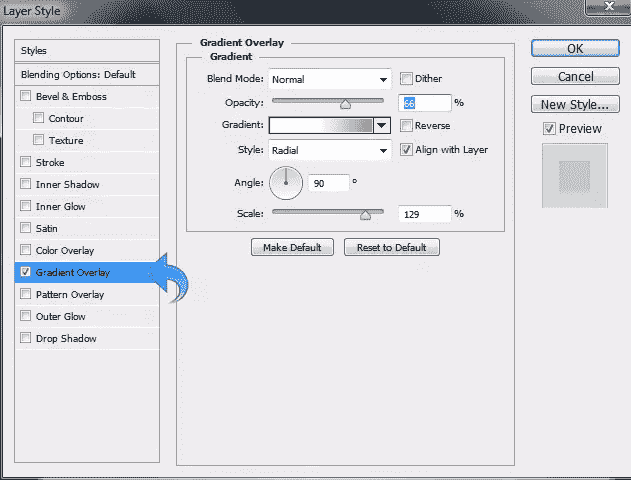 Layer Style
Styles
Blending Options: Default
Bevel & Emboss
Contour
Texture
Stroke
Inner Shadow
Inner Glow
Satin
Color Overlay
Gradient Overlay
Pattern Overlay
Outer Glow
Drop Shadow
Gradient Overlay
Gradient
Blend Mode: Normal Dither
Opacity: 66 %
Gradient: Reverse
Style: Radial Align with Layer
Angle: 90 °
Scale: 129 %
Make Default Reset to Default
OK
Cancel
New Style...
Preview